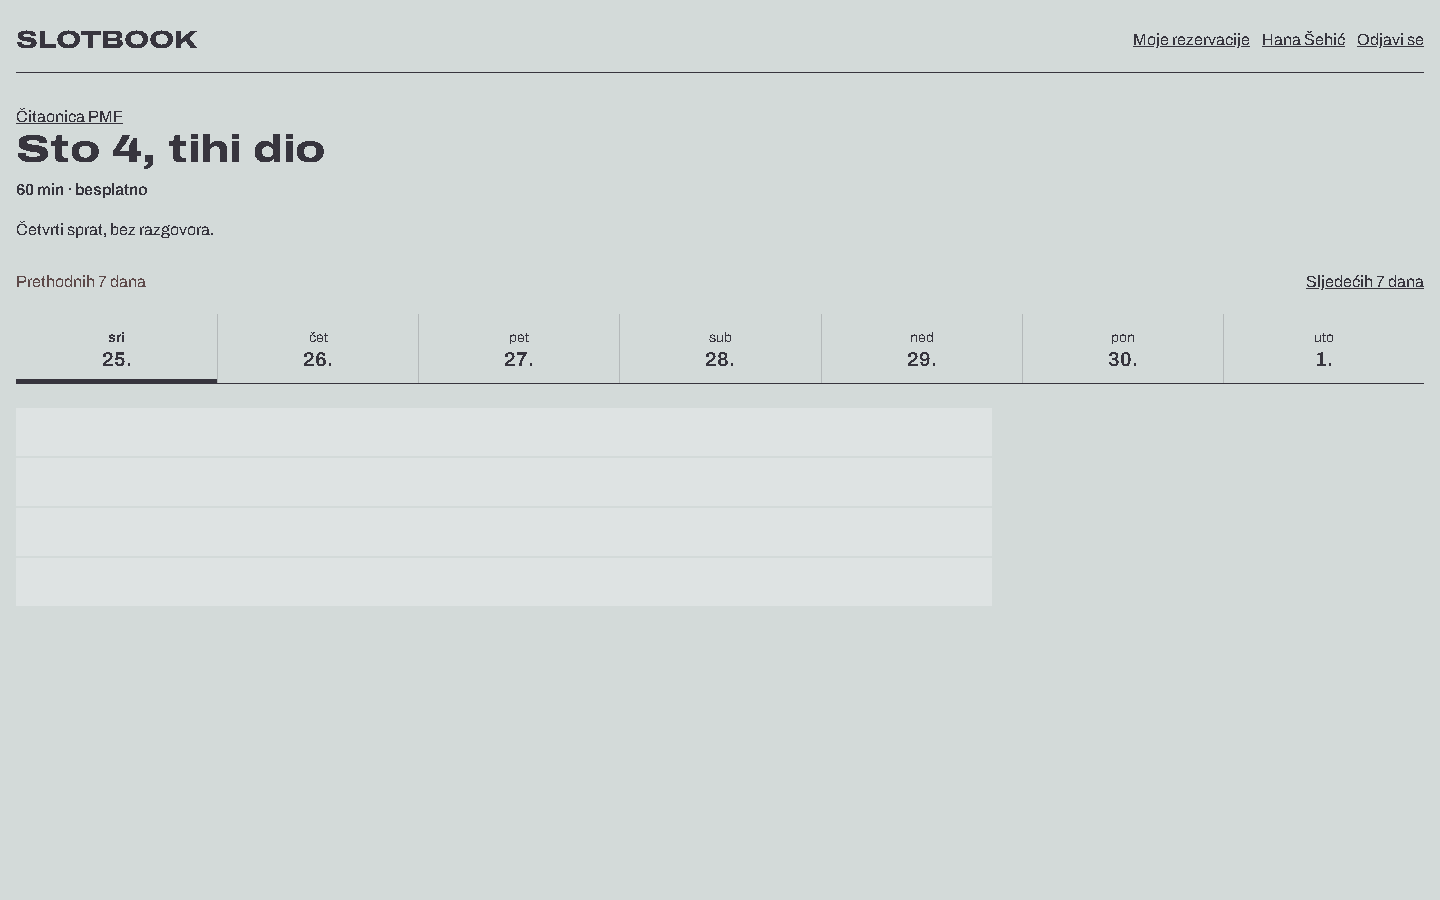 SLOTBOOK
Moje rezervacije Hana Šehić Odjavi se
Čitaonica PMF
Sto 4, tihi dio
60 min · besplatno
Četvrti sprat, bez razgovora.
Prethodnih 7 dana
Sljedećih 7 dana
sri čet pet sub ned pon uto
25. 26. 27. 28. 29. 30. 1.